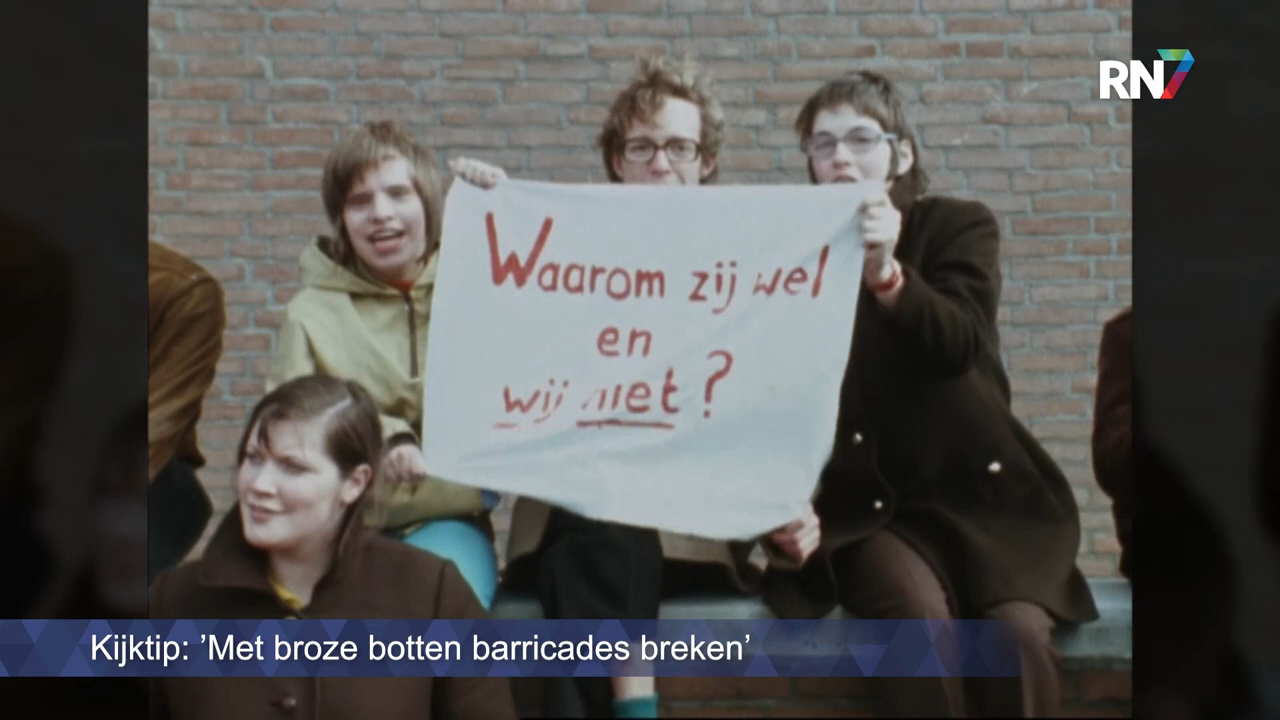 RN7
Waarom zij wel
en
wij niet?
Kijktip: ’Met broze botten barricades breken’